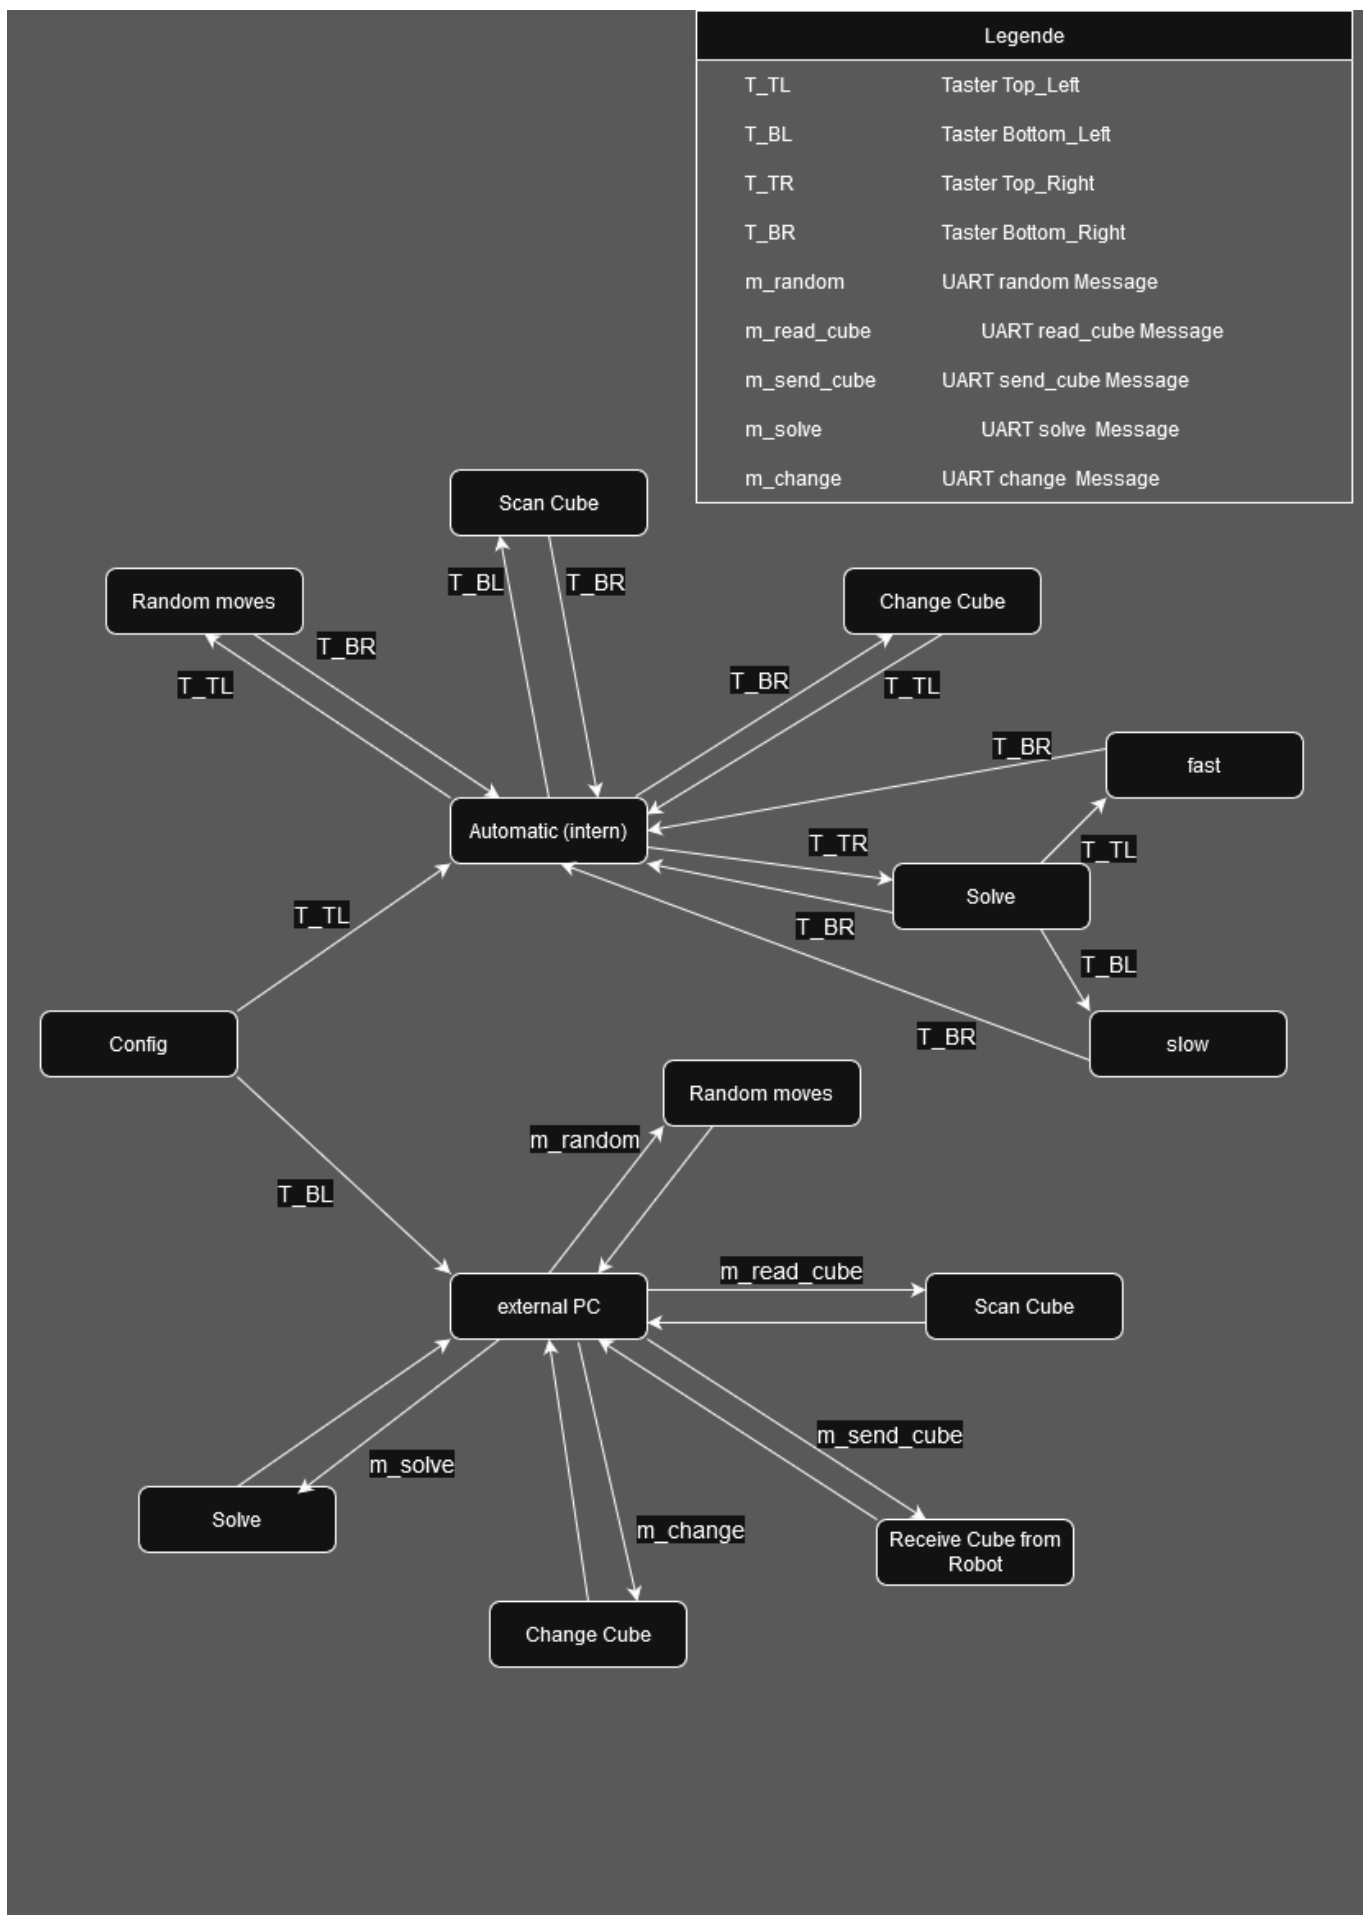 Legende
T_TL Taster Top_Left
T_BL Taster Bottom_Left
T_TR Taster Top_Right
T_BR Taster Bottom_Right
m_random UART random Message
m_read_cube UART read_cube Message
m_send_cube UART send_cube Message
m_solve UART solve Message
m_change UART change Message
Scan Cube
T_BL
T_BR
Random moves
Change Cube
T_BR
T_TL
T_BR
T_TL
T_BR
fast
Automatic (intern)
T_TR
T_TL
Solve
T_TL
T_BR
T_BL
Config
T_BR
slow
Random moves
m_random
T_BL
m_read_cube
external PC
Scan Cube
m_send_cube
m_solve
Solve
m_change
Receive Cube from
Robot
Change Cube